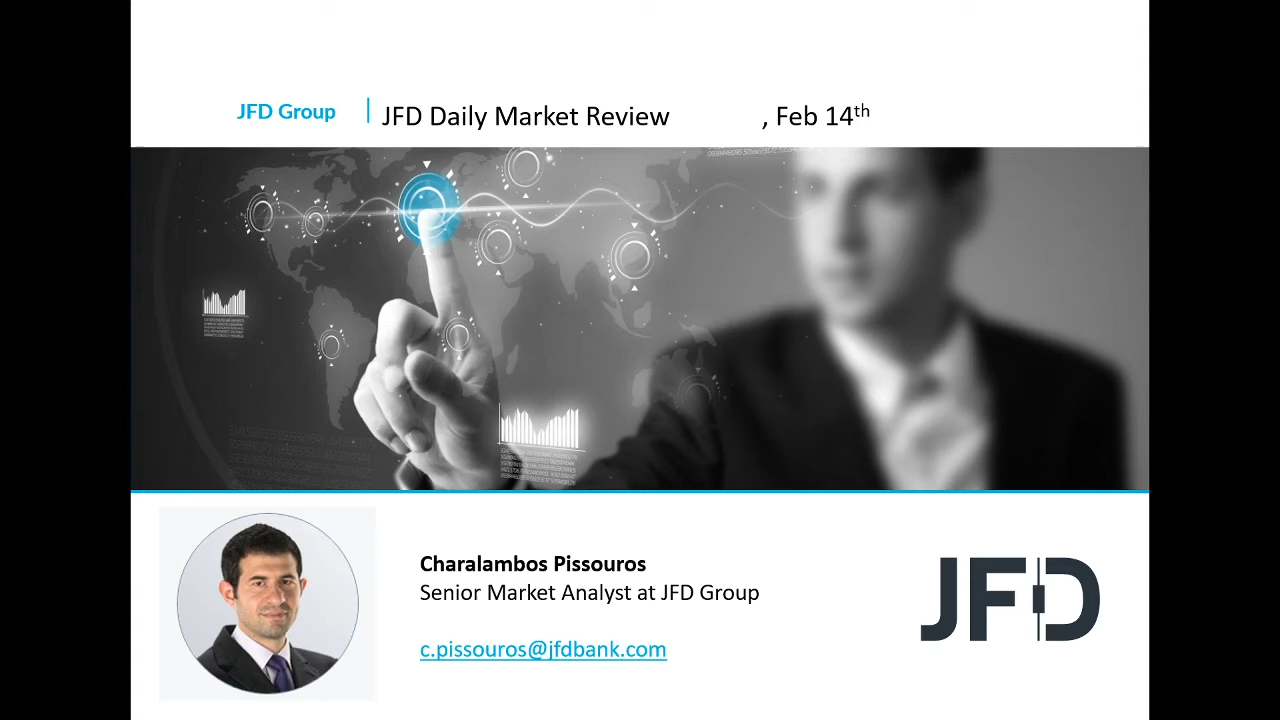 JFD Group
JFD Daily Market Review , Feb 14th
Charalambos Pissouros
Senior Market Analyst at JFD Group
c.pissouros@jfdbank.com
JFD